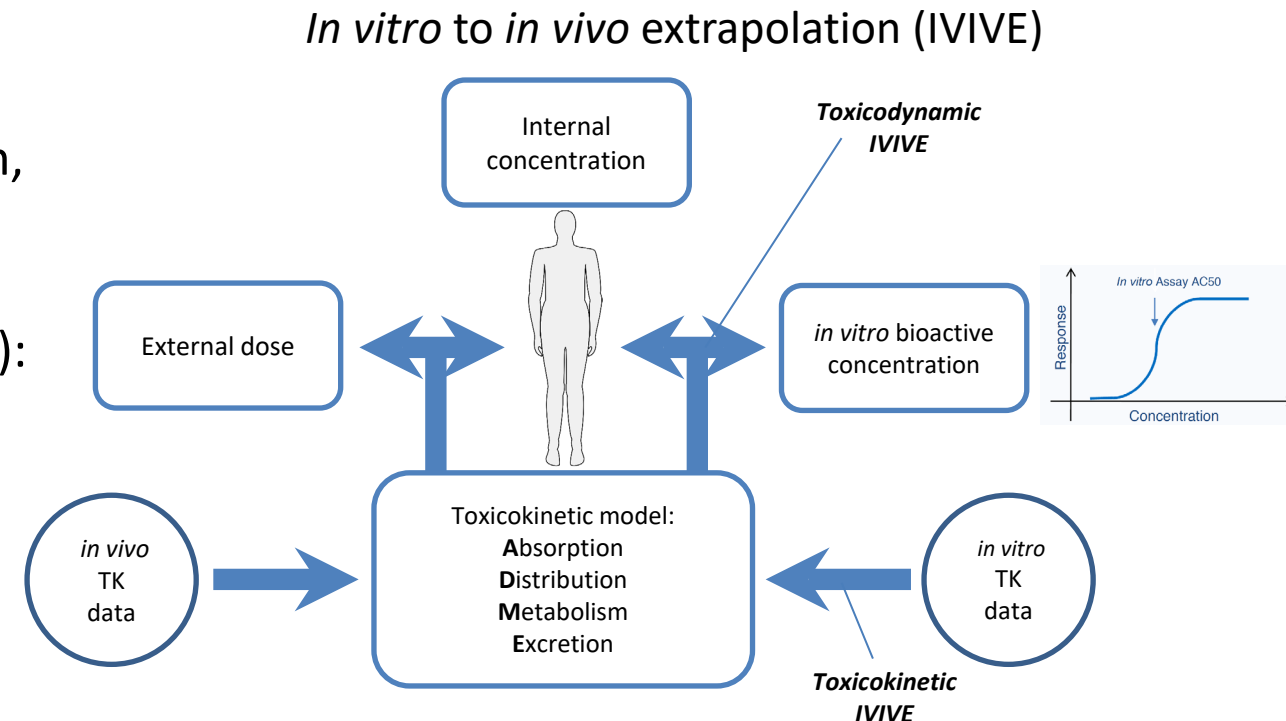 In vitro to in vivo extrapolation (IVIVE)
Toxicodynamic
IVIVE
Internal
concentration
n,
):
External dose
in vitro bioactive
concentration
In vitro Assay AC50
Response
Concentration
in vivo
TK
data
Toxicokinetic model:
Absorption
Distribution
Metabolism
Excretion
in vitro
TK
data
Toxicokinetic
IVIVE